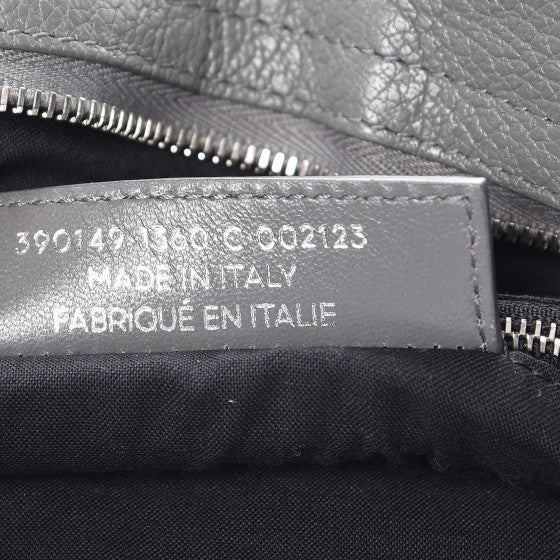 390149·1360·C·002123
MADE IN ITALY
FABRIQUÉ EN ITALIE